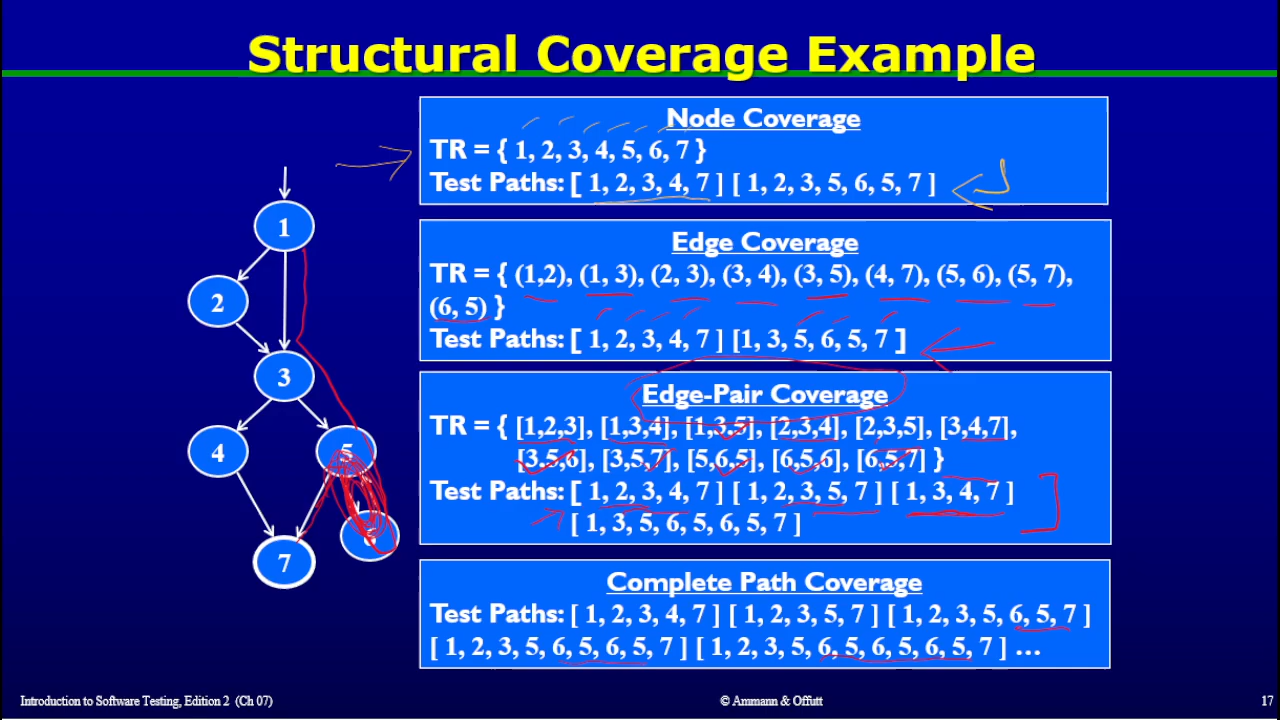 Structural Coverage Example
Node Coverage
TR = { 1, 2, 3, 4, 5, 6, 7 }
Test Paths: [ 1, 2, 3, 4, 7 ] [ 1, 2, 3, 5, 6, 5, 7 ]
Edge Coverage
TR = { (1,2), (1, 3), (2, 3), (3, 4), (3, 5), (4, 7), (5, 6), (5, 7),
(6, 5) }
Test Paths: [ 1, 2, 3, 4, 7 ] [1, 3, 5, 6, 5, 7 ]
Edge-Pair Coverage
TR = { [1,2,3], [1,3,4], [1,3,5], [2,3,4], [2,3,5], [3,4,7],
[3,5,6], [3,5,7], [5,6,5], [6,5,6], [6,5,7] }
Test Paths: [ 1, 2, 3, 4, 7 ] [ 1, 2, 3, 5, 7 ] [ 1, 3, 4, 7 ]
[ 1, 3, 5, 6, 5, 6, 5, 7 ]
Complete Path Coverage
Test Paths: [ 1, 2, 3, 4, 7 ] [ 1, 2, 3, 5, 7 ] [ 1, 2, 3, 5, 6, 5, 7 ]
[ 1, 2, 3, 5, 6, 5, 6, 5, 7 ] [ 1, 2, 3, 5, 6, 5, 6, 5, 6, 5, 7 ] ...
1
2
3
4
5
6
7
Introduction to Software Testing, Edition 2 (Ch 07)
© Ammann & Offutt
17